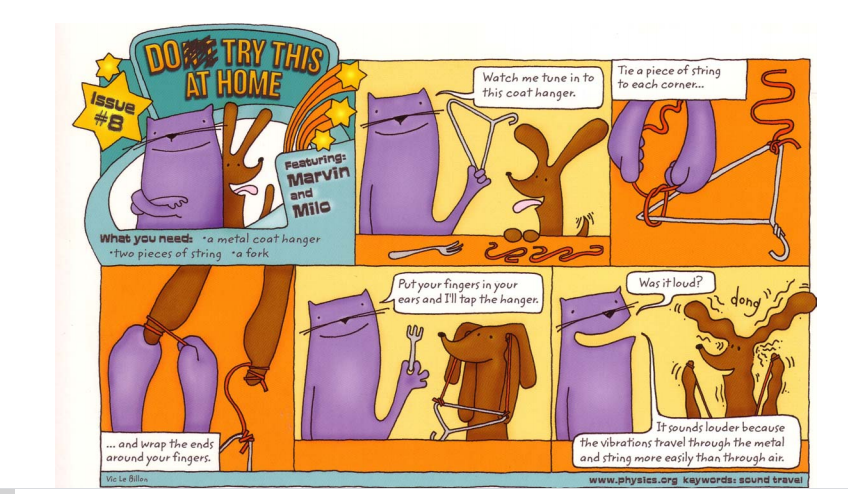 DO TRY THIS
AT HOME
Issue
#8
Featuring:
Marvin
and
Milo
What you need: •a metal coat hanger
•two pieces of string •a fork
Watch me tune in to
this coat hanger.
Tie a piece of string
to each corner...
... and wrap the ends
around your fingers.
Put your fingers in your
ears and I'll tap the hanger.
Was it loud?
dong
It sounds louder because
the vibrations travel through the metal
and string more easily than through air.
Vic Le Billon
www.physics.org keywords: sound travel